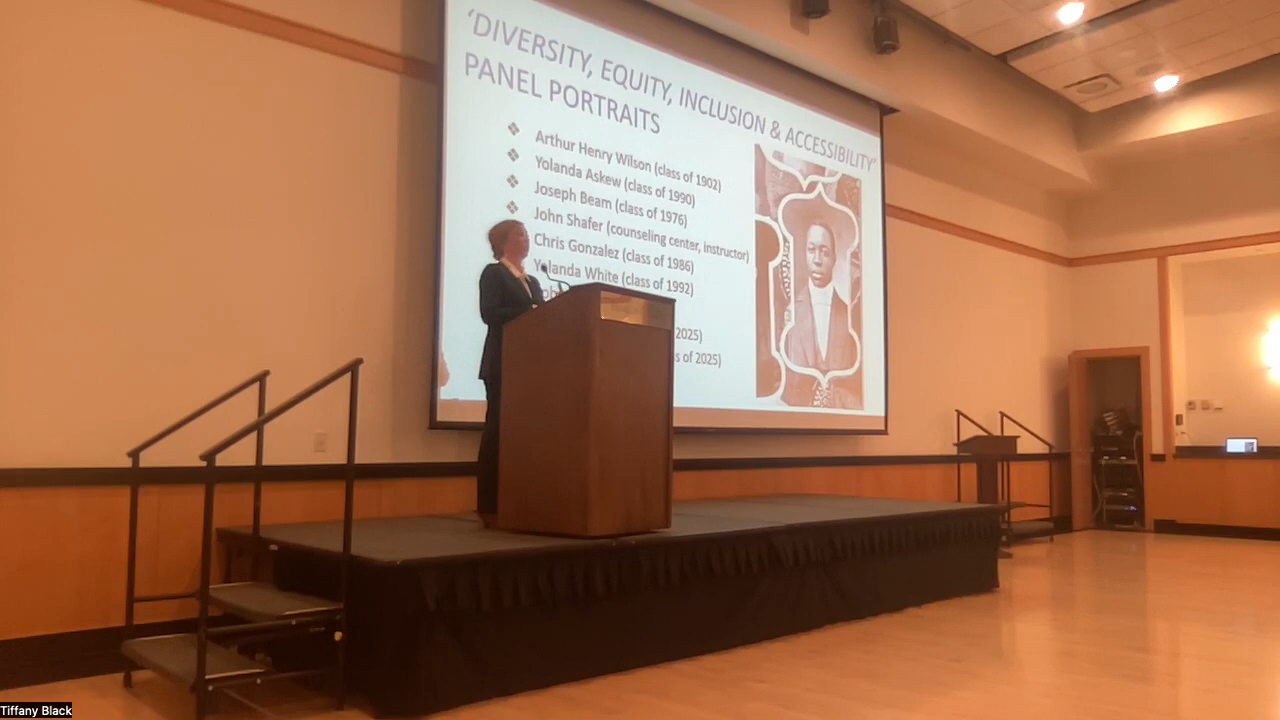 ‘DIVERSITY, EQUITY, INCLUSION & ACCESSIBILITY’
PANEL PORTRAITS
Arthur Henry Wilson (class of 1902)
Yolanda Askew (class of 1990)
Joseph Beam (class of 1976)
John Shafer (counseling center, instructor)
Chris Gonzalez (class of 1986)
Yolanda White (class of 1992)
2025)
of 2025)
Tiffany Black